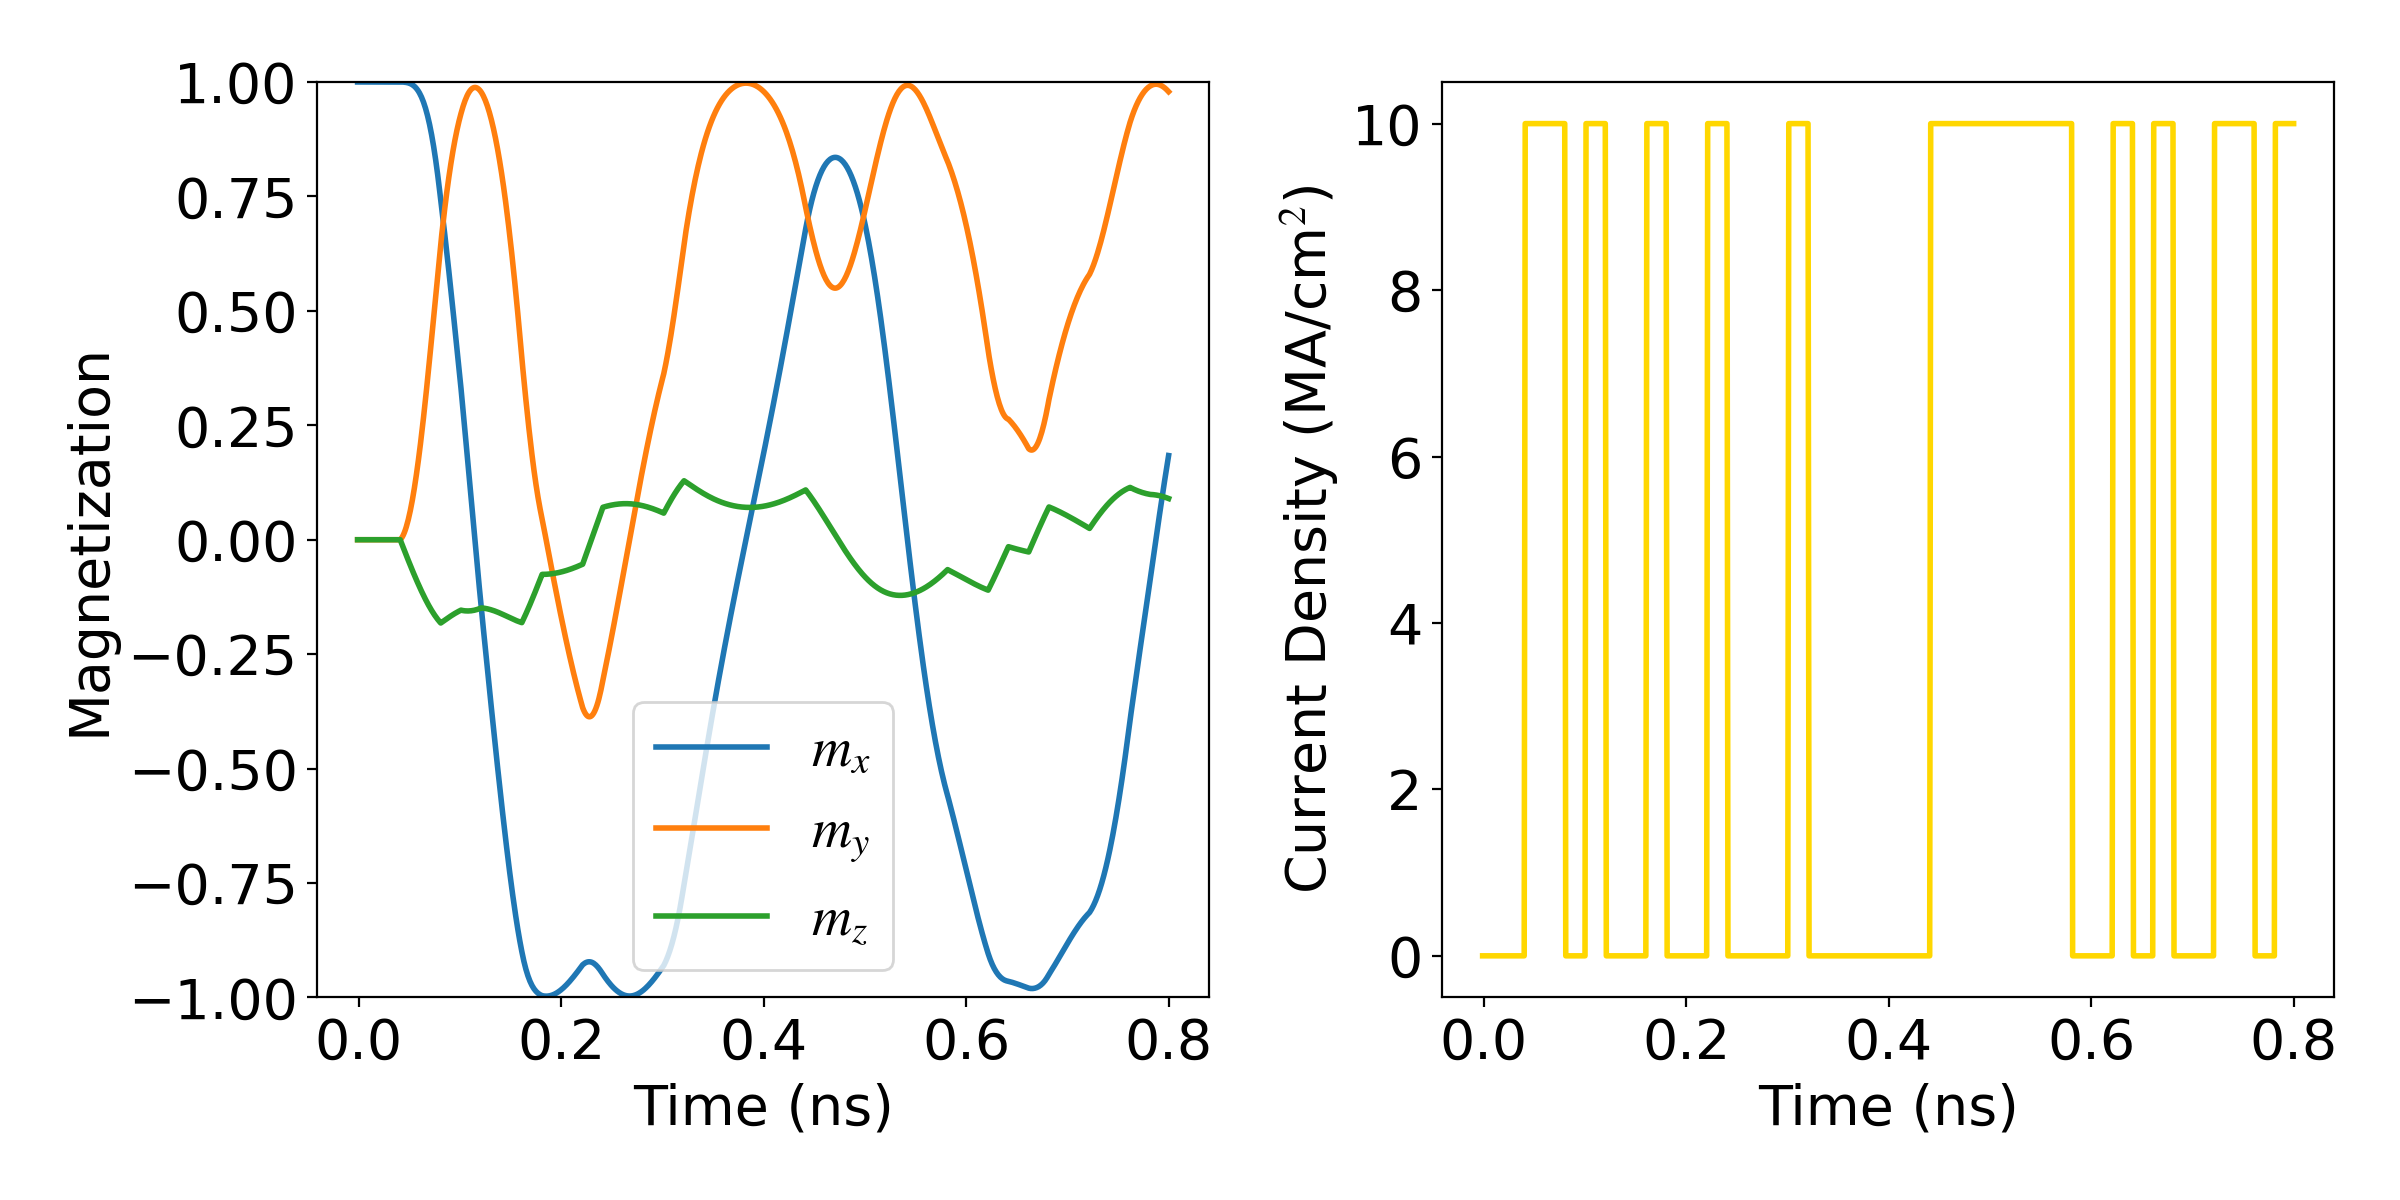 Magnetization
1.00
0.75
0.50
0.25
0.00
−0.25
−0.50
−0.75
−1.00
0.0 0.2 0.4 0.6 0.8
Time (ns)
m_x
m_y
m_z
Current Density (MA/cm²)
10
8
6
4
2
0
0.0 0.2 0.4 0.6 0.8
Time (ns)